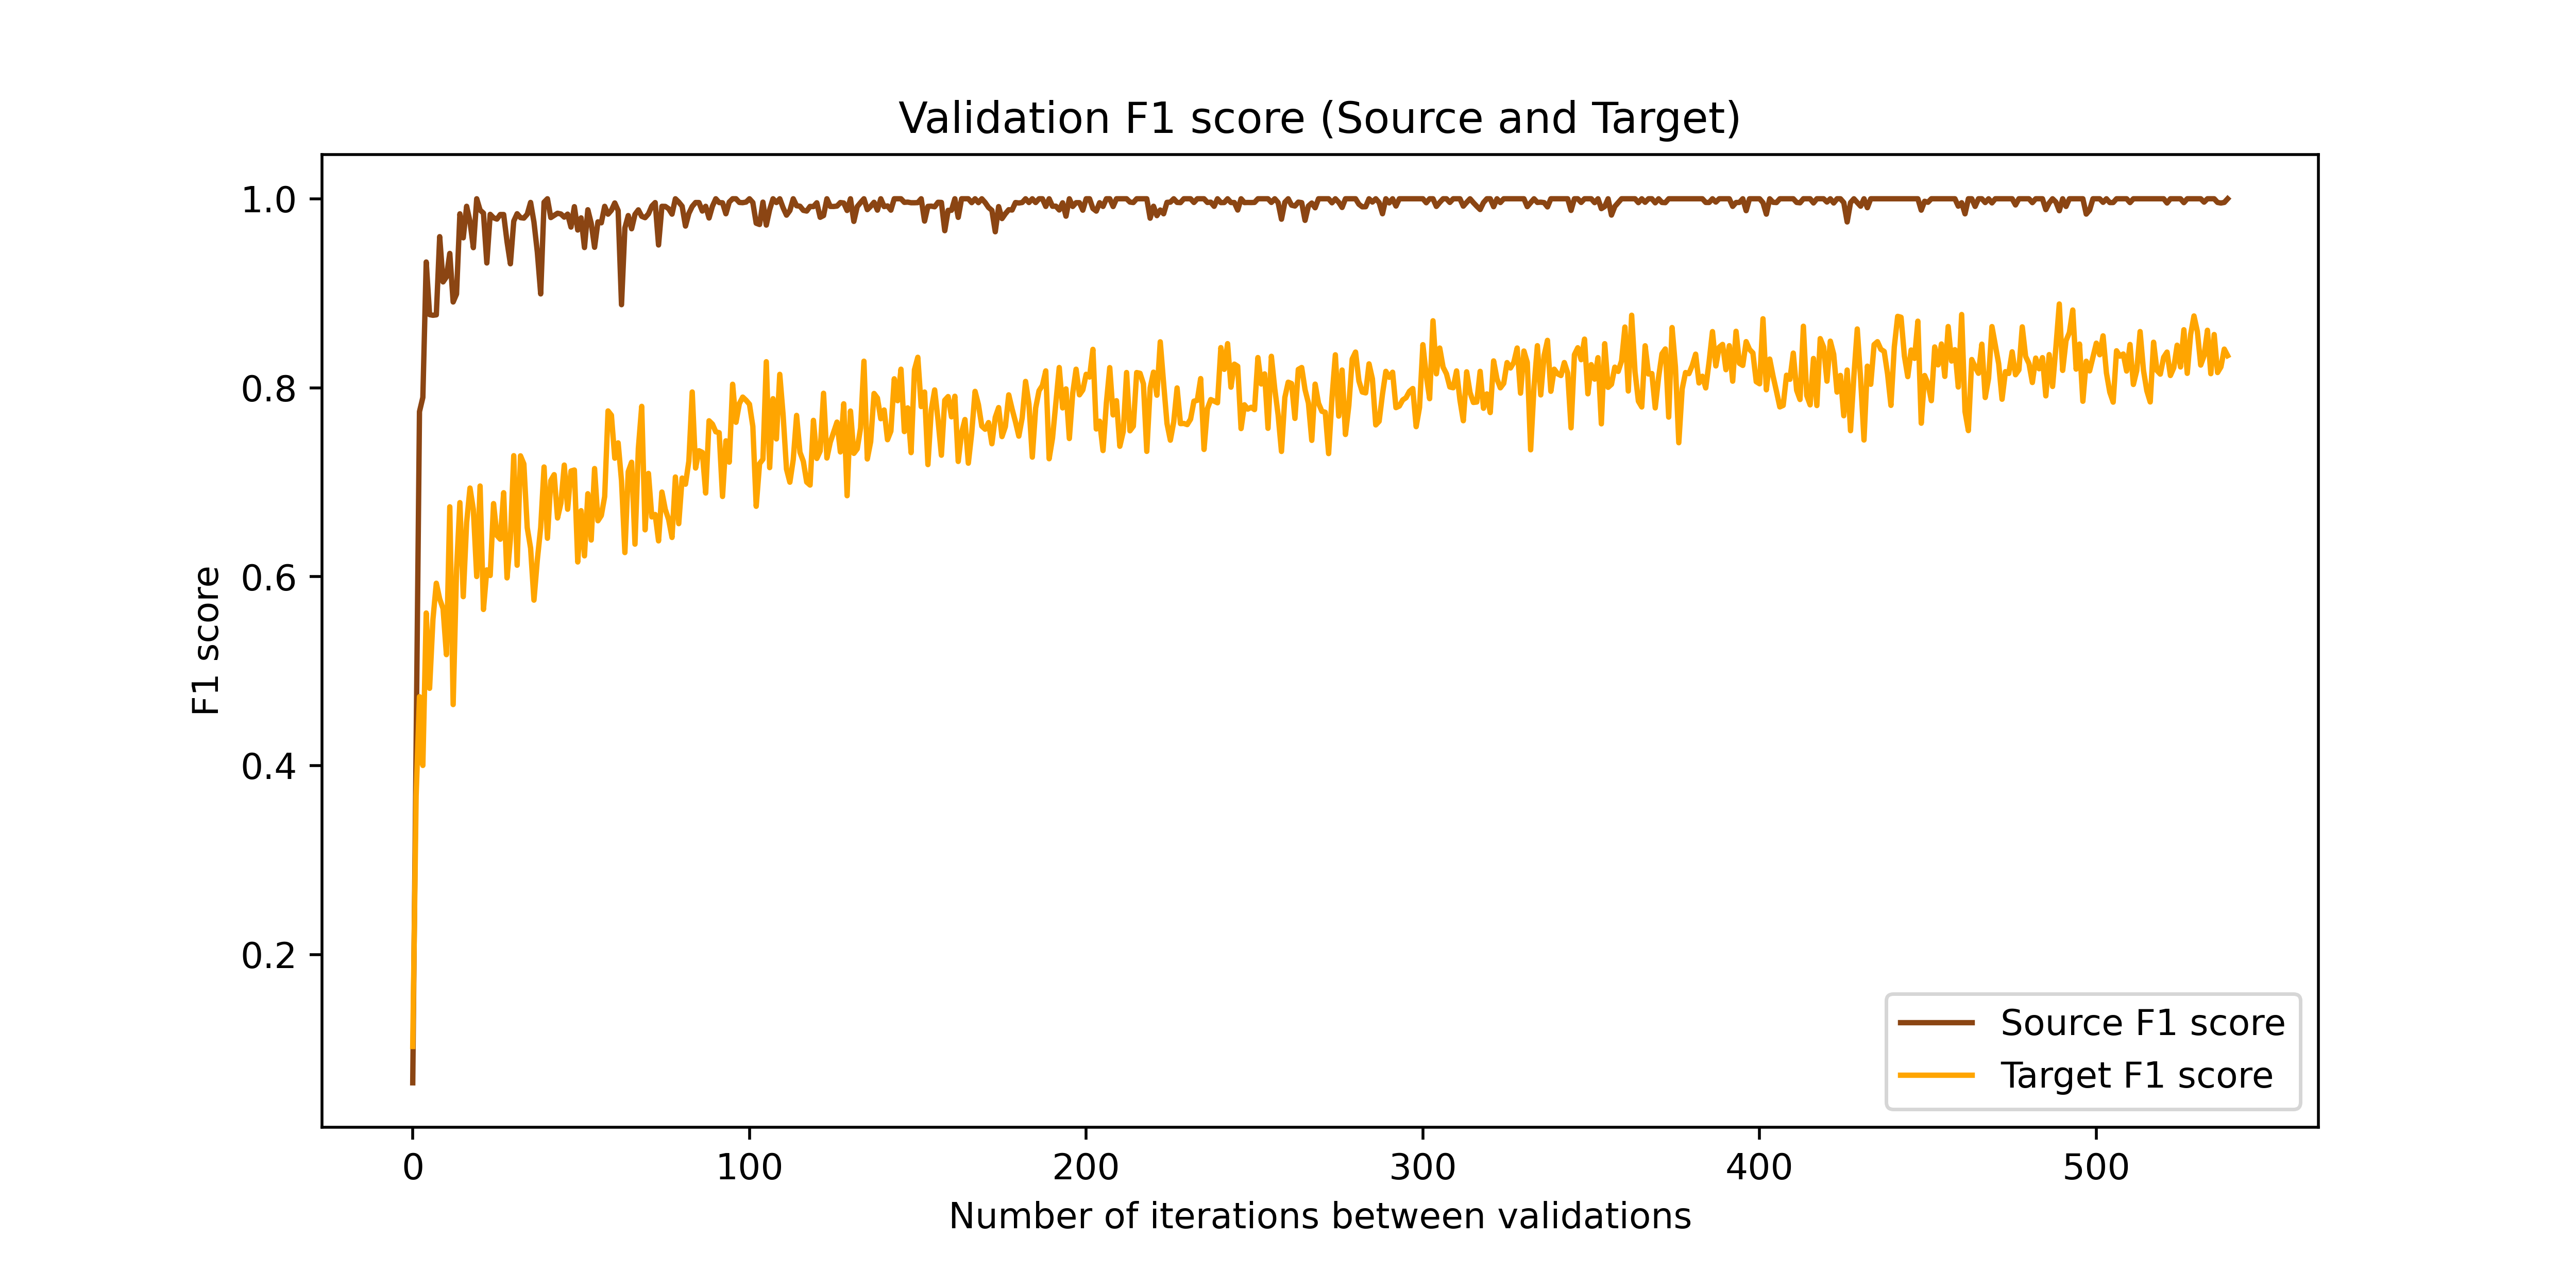 Validation F1 score (Source and Target)
1.0
0.8
0.6
0.4
0.2
F1 score
0 100 200 300 400 500
Number of iterations between validations
Source F1 score
Target F1 score